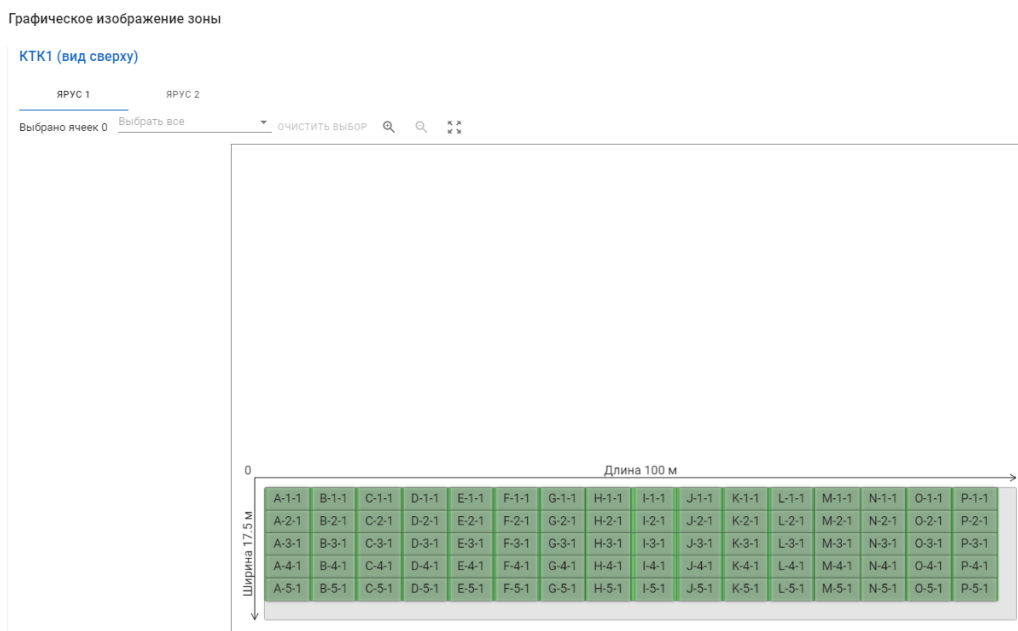 Графическое изображение зоны
КТК1 (вид сверху)
ЯРУС 1 ЯРУС 2
Выбрано ячеек 0 Выбрать все ОЧИСТИТЬ ВЫБОР
0 Длина 100 м
Ширина 17.5 м
A-1-1 B-1-1 C-1-1 D-1-1 E-1-1 F-1-1 G-1-1 H-1-1 I-1-1 J-1-1 K-1-1 L-1-1 M-1-1 N-1-1 O-1-1 P-1-1
A-2-1 B-2-1 C-2-1 D-2-1 E-2-1 F-2-1 G-2-1 H-2-1 I-2-1 J-2-1 K-2-1 L-2-1 M-2-1 N-2-1 O-2-1 P-2-1
A-3-1 B-3-1 C-3-1 D-3-1 E-3-1 F-3-1 G-3-1 H-3-1 I-3-1 J-3-1 K-3-1 L-3-1 M-3-1 N-3-1 O-3-1 P-3-1
A-4-1 B-4-1 C-4-1 D-4-1 E-4-1 F-4-1 G-4-1 H-4-1 I-4-1 J-4-1 K-4-1 L-4-1 M-4-1 N-4-1 O-4-1 P-4-1
A-5-1 B-5-1 C-5-1 D-5-1 E-5-1 F-5-1 G-5-1 H-5-1 I-5-1 J-5-1 K-5-1 L-5-1 M-5-1 N-5-1 O-5-1 P-5-1